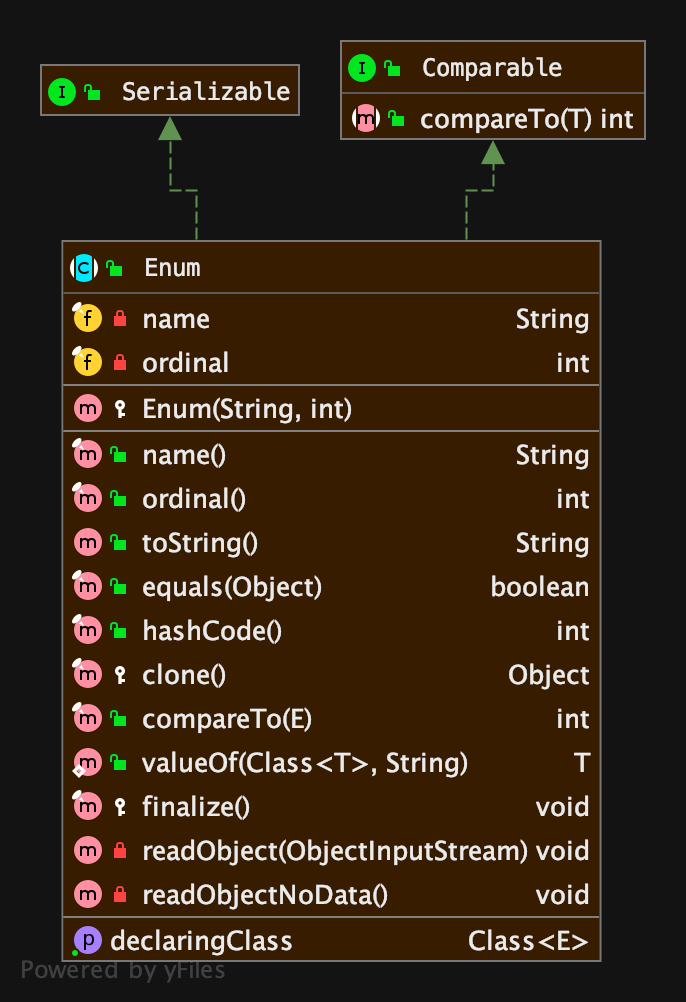 Serializable
Comparable
compareTo(T) int
Enum
name String
ordinal int
Enum(String, int)
name() String
ordinal() int
toString() String
equals(Object) boolean
hashCode() int
clone() Object
compareTo(E) int
valueOf(Class<T>, String) T
finalize() void
readObject(ObjectInputStream) void
readObjectNoData() void
declaringClass Class<E>
Powered by yFiles